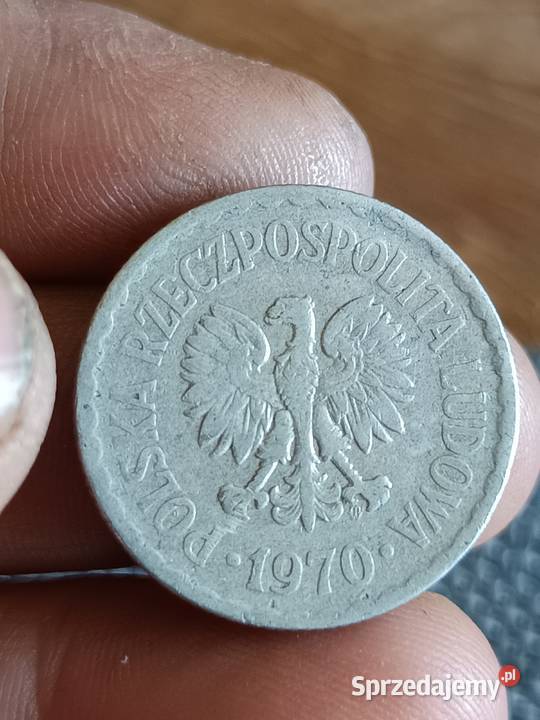 POLSKA RZECZPOSPOLITA LUDOWA
· 1970 ·
Sprzedajemy.pl